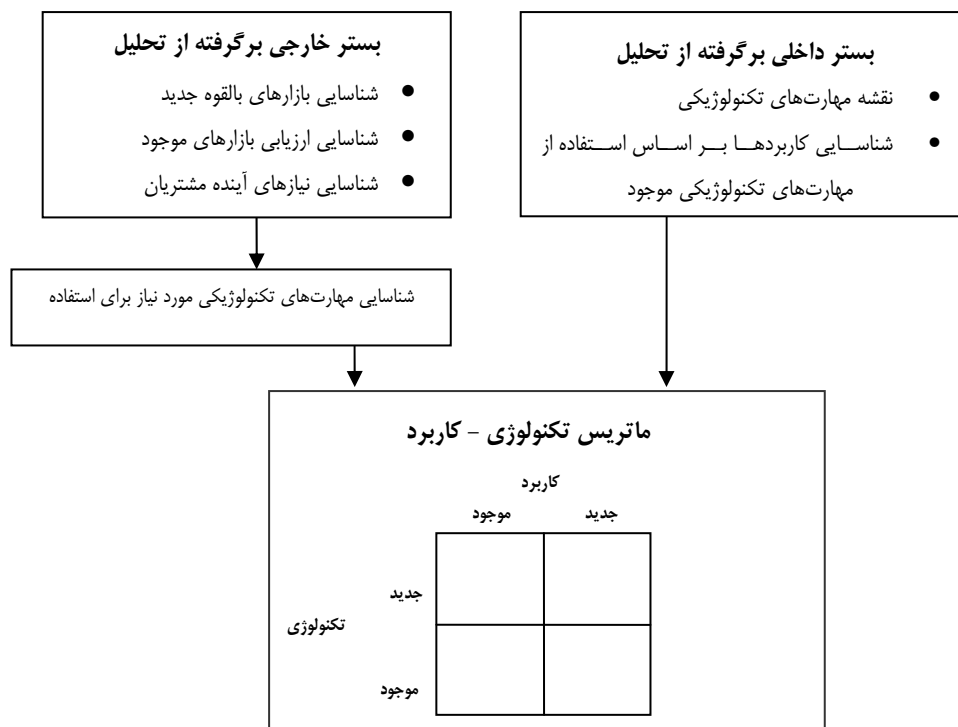 بستر داخلی برگرفته از تحلیل
● نقشه مهارت‌های تکنولوژیکی
● شناسایی کاربردها بر اساس استفاده از
مهارت‌های تکنولوژیکی موجود
بستر خارجی برگرفته از تحلیل
● شناسایی بازارهای بالقوه جدید
● شناسایی ارزیابی بازارهای موجود
● شناسایی نیازهای آینده مشتریان
شناسایی مهارت‌های تکنولوژیکی مورد نیاز برای استفاده
ماتریس تکنولوژی – کاربرد
کاربرد
جدید موجود
جدید
تکنولوژی
موجود